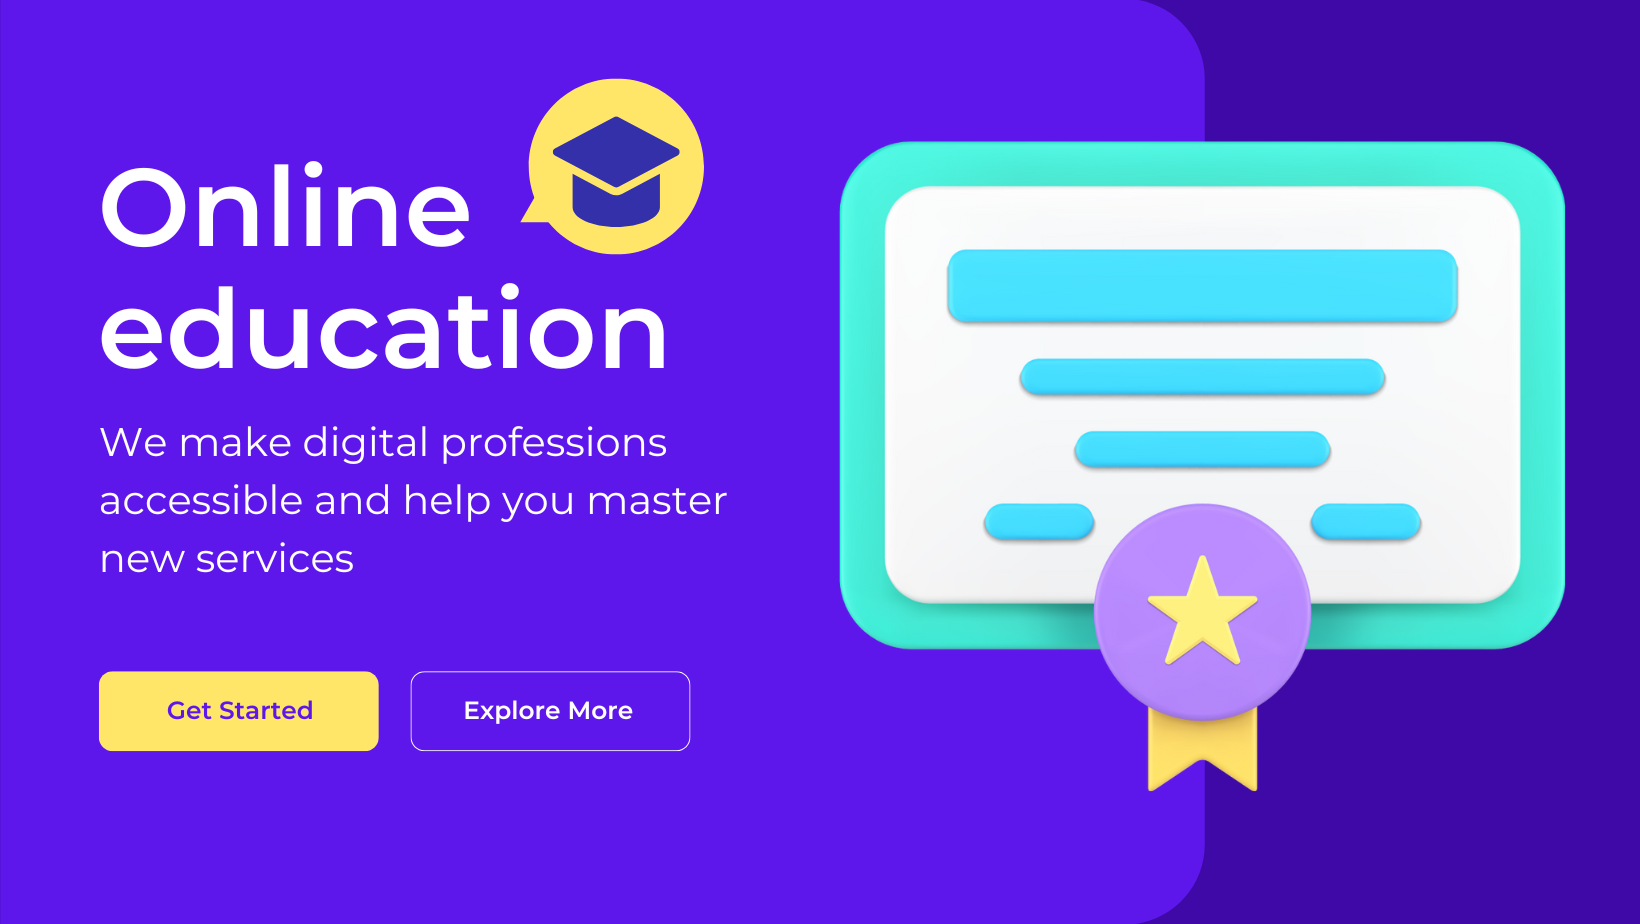 Online
education
We make digital professions
accessible and help you master
new services
Get Started
Explore More